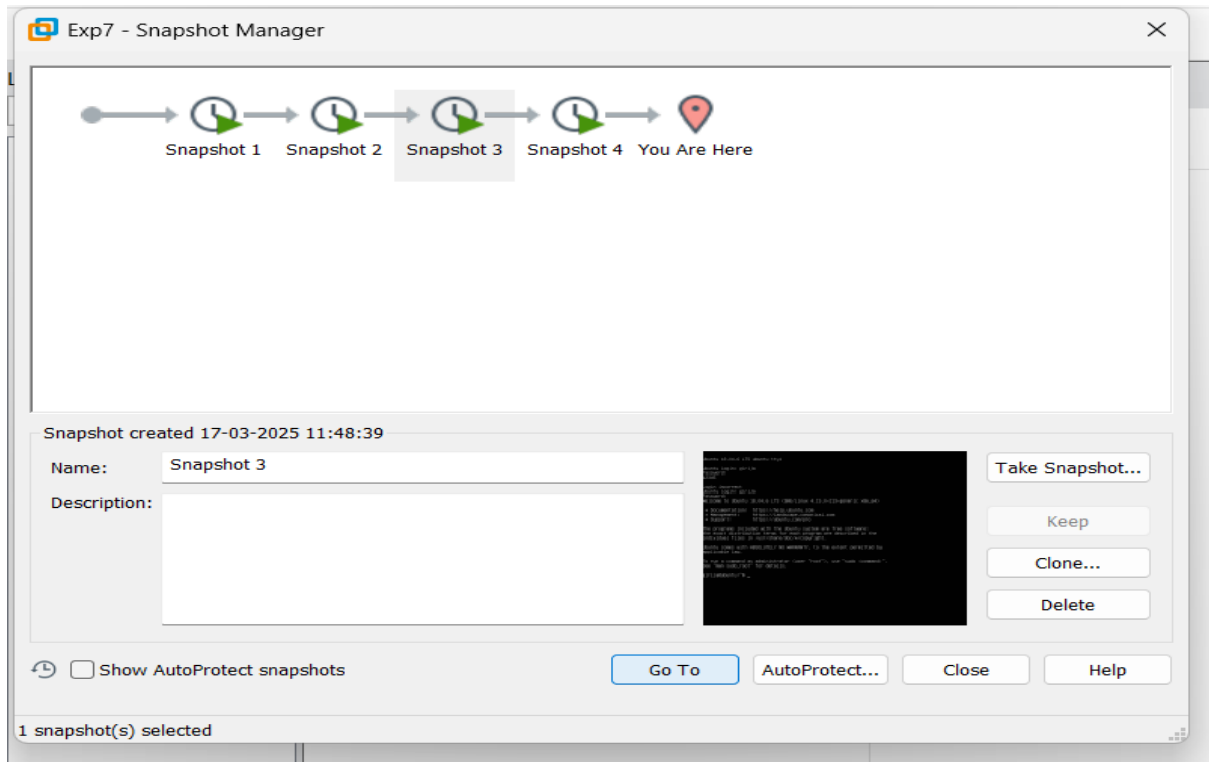 Exp7 - Snapshot Manager
L
Snapshot 1 Snapshot 2 Snapshot 3 Snapshot 4 You Are Here
Snapshot created 17-03-2025 11:48:39
Name: Snapshot 3
Description:
Take Snapshot...
Keep
Clone...
Delete
Show AutoProtect snapshots
Go To AutoProtect... Close Help
1 snapshot(s) selected